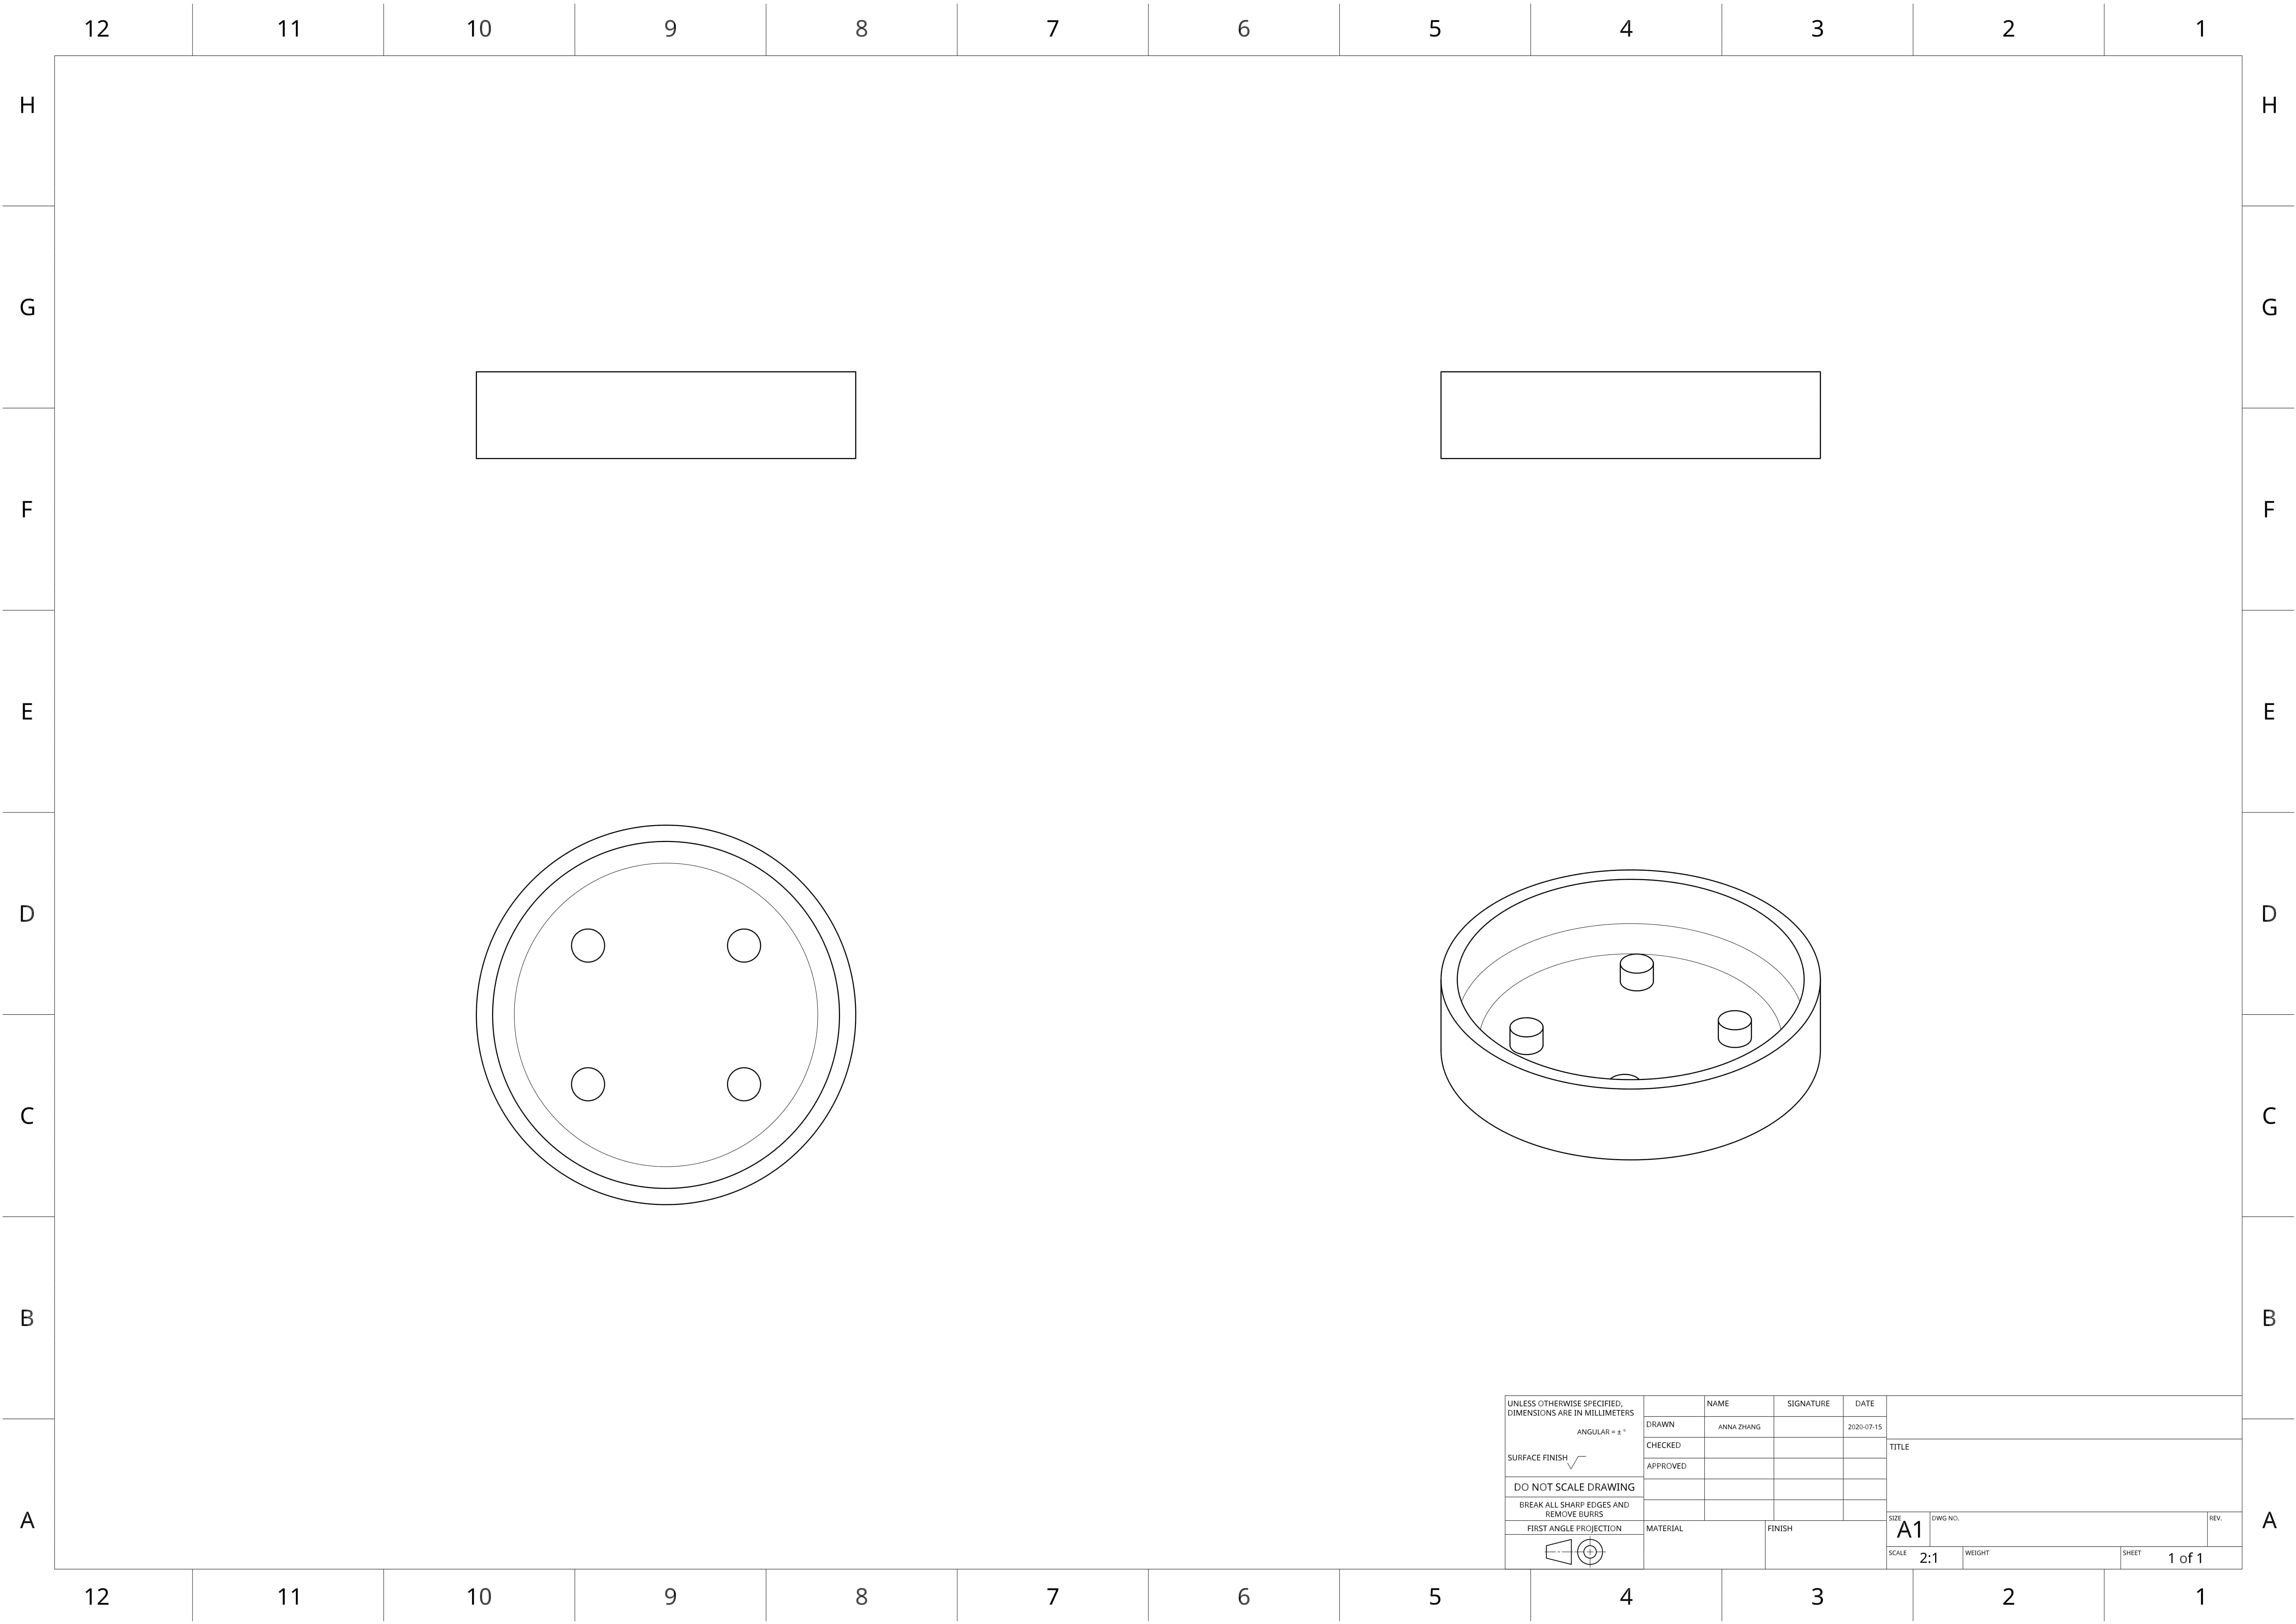 12 11 10 9 8 7 6 5 4 3 2 1
H H
G G
F F
E E
D D
C C
B B
A A
UNLESS OTHERWISE SPECIFIED,
DIMENSIONS ARE IN MILLIMETERS
ANGULAR = ± °
SURFACE FINISH
DO NOT SCALE DRAWING
BREAK ALL SHARP EDGES AND
REMOVE BURRS
FIRST ANGLE PROJECTION
NAME SIGNATURE DATE
DRAWN ANNA ZHANG 2020-07-15
CHECKED
APPROVED
MATERIAL FINISH
TITLE
SIZE A1 DWG NO. REV.
SCALE 2:1 WEIGHT SHEET 1 of 1
12 11 10 9 8 7 6 5 4 3 2 1